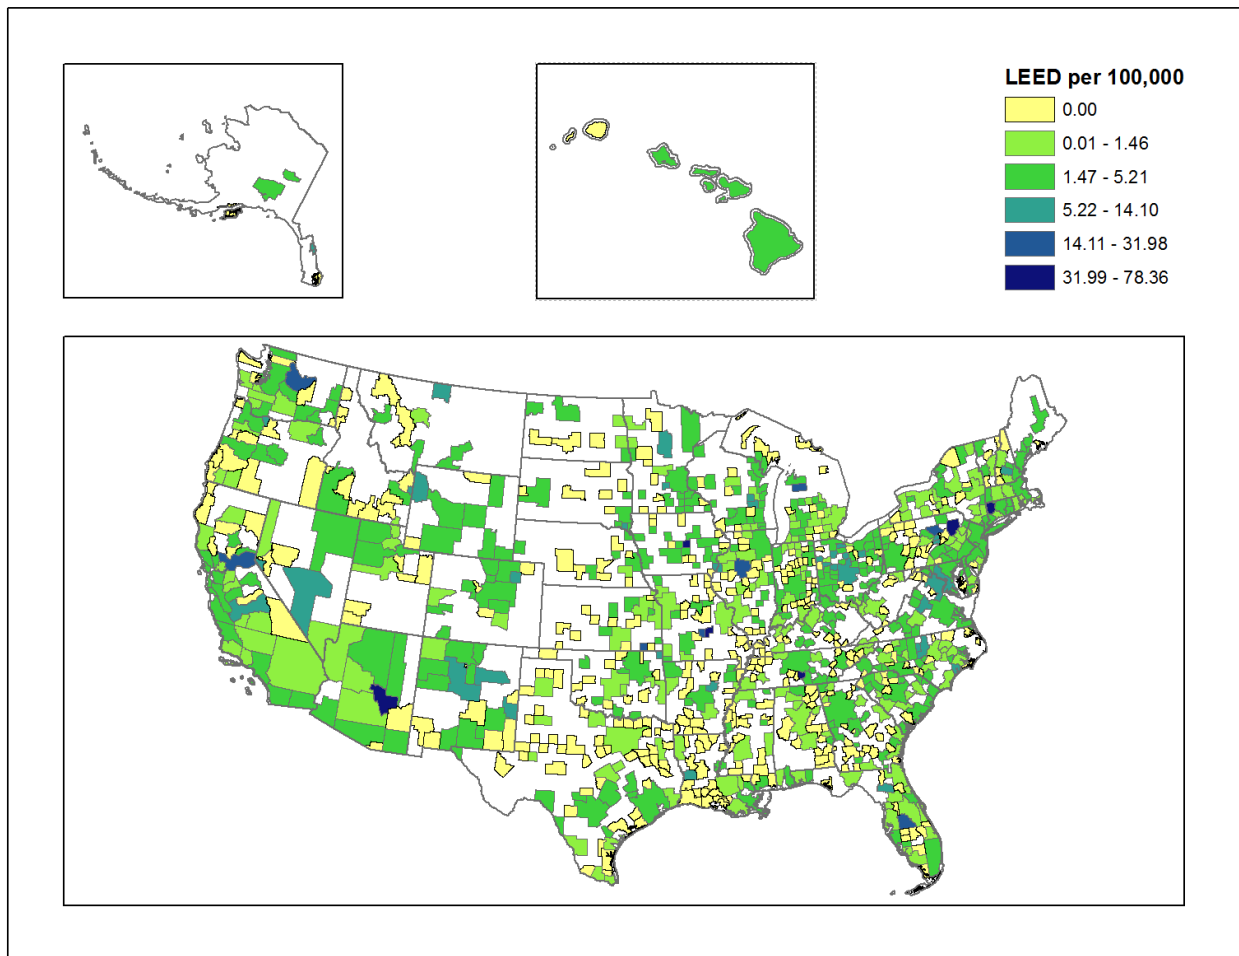 LEED per 100,000
0.00
0.01 - 1.46
1.47 - 5.21
5.22 - 14.10
14.11 - 31.98
31.99 - 78.36